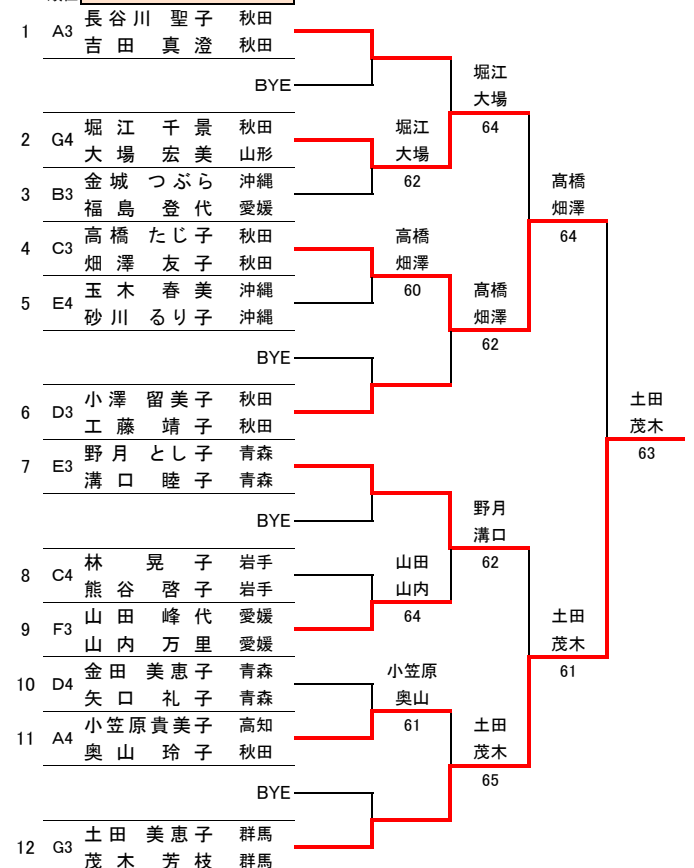 1 A3 長谷川 聖子 秋田
吉田 真澄 秋田
BYE
2 G4 堀江 千景 秋田
大場 宏美 山形
3 B3 金城 つぶら 沖縄
福島 登代 愛媛
4 C3 高橋 たじ子 秋田
畑澤 友子 秋田
5 E4 玉木 春美 沖縄
砂川 るり子 沖縄
BYE
6 D3 小澤 留美子 秋田
工藤 靖子 秋田
7 E3 野月 とし子 青森
溝口 睦子 青森
BYE
8 C4 林 晃子 岩手
熊谷 啓子 岩手
9 F3 山田 峰代 愛媛
山内 万里 愛媛
10 D4 金田 美恵子 青森
矢口 礼子 青森
11 A4 小笠原貴美子 高知
奥山 玲子 秋田
BYE
12 G3 土田 美恵子 群馬
茂木 芳枝 群馬
堀江
大場
62
高橋
畑澤
60
山田
山内
64
小笠原
奥山
61
堀江
大場
64
髙橋
畑澤
62
野月
溝口
62
土田
茂木
65
髙橋
畑澤
64
土田
茂木
61
土田
茂木
63